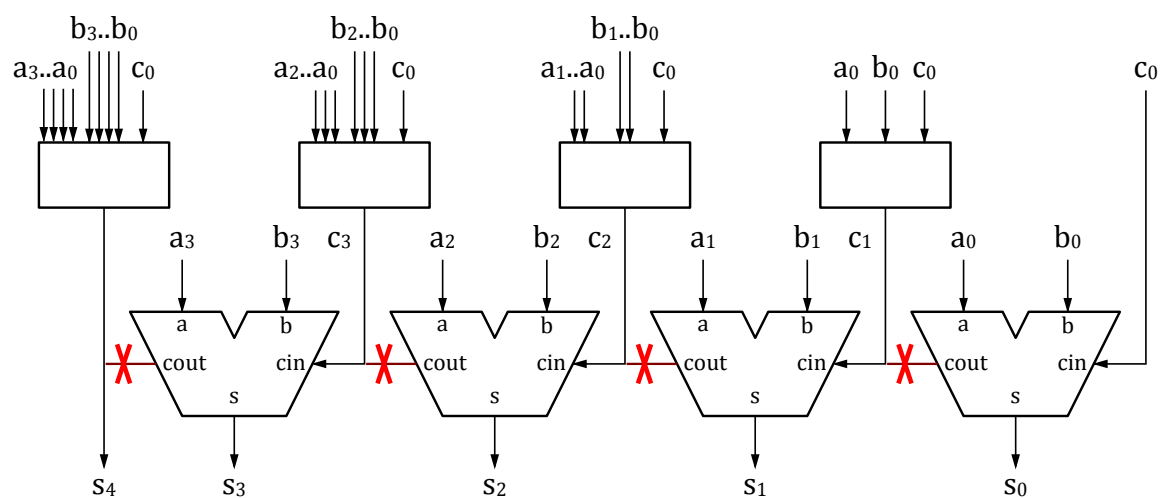 b₃..b₀ b₂..b₀ b₁..b₀
a₃..a₀ c₀ a₂..a₀ c₀ a₁..a₀ c₀ a₀ b₀ c₀ c₀
a₃ b₃ c₃ a₂ b₂ c₂ a₁ b₁ c₁ a₀ b₀
a b a b a b a b
cout cin cout cin cout cin cout cin
s s s s
s₄ s₃ s₂ s₁ s₀